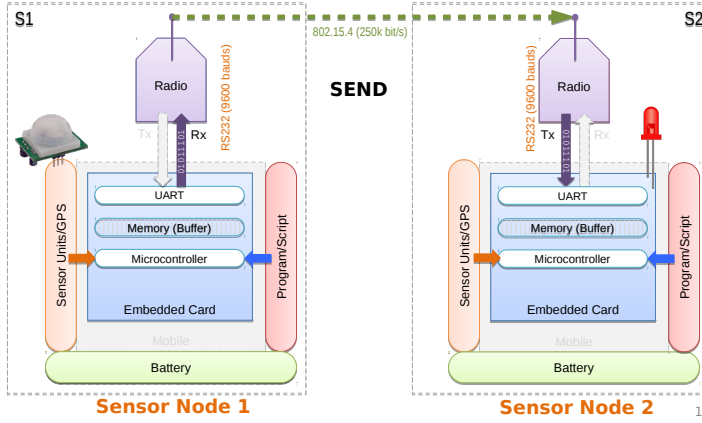 S1
S2
802.15.4 (250k bit/s)
SEND
Radio
RS232 (9600 bauds)
Tx
Rx
01011101
UART
Memory (Buffer)
Microcontroller
Embedded Card
Mobile
Sensor Units/GPS
Program/Script
Battery
Sensor Node 1
Radio
RS232 (9600 bauds)
Tx
Rx
01011101
UART
Memory (Buffer)
Microcontroller
Embedded Card
Mobile
Sensor Units/GPS
Program/Script
Battery
Sensor Node 2
1